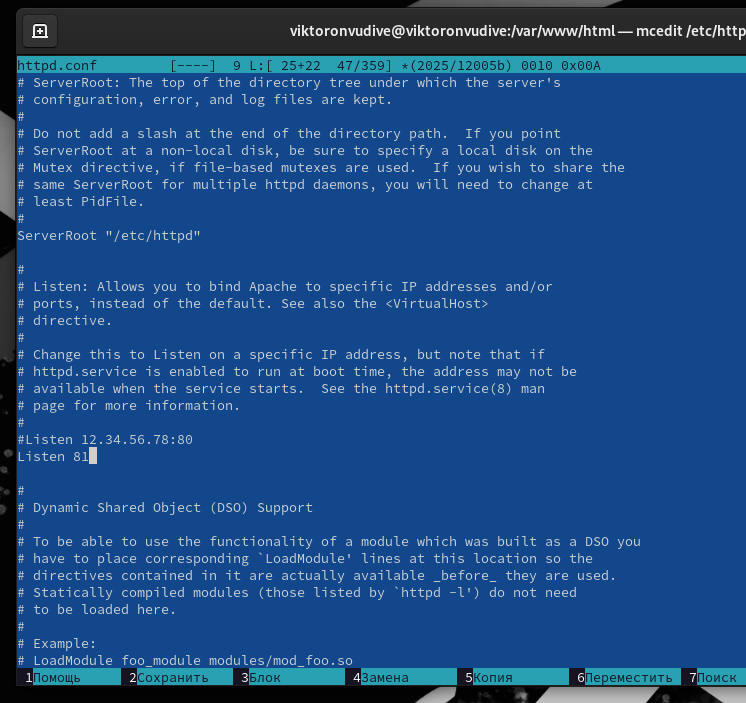 viktoronvudive@viktoronvudive:/var/www/html — mcedit /etc/http
httpd.conf         [----]  9 L:[ 25+22  47/359] *(2025/12005b) 0010 0x00A
# ServerRoot: The top of the directory tree under which the server's
# configuration, error, and log files are kept.
#
# Do not add a slash at the end of the directory path.  If you point
# ServerRoot at a non-local disk, be sure to specify a local disk on the
# Mutex directive, if file-based mutexes are used.  If you wish to share the
# same ServerRoot for multiple httpd daemons, you will need to change at
# least PidFile.
#
ServerRoot "/etc/httpd"

#
# Listen: Allows you to bind Apache to specific IP addresses and/or
# ports, instead of the default. See also the <VirtualHost>
# directive.
#
# Change this to Listen on a specific IP address, but note that if
# httpd.service is enabled to run at boot time, the address may not be
# available when the service starts.  See the httpd.service(8) man
# page for more information.
#
#Listen 12.34.56.78:80
Listen 81

#
# Dynamic Shared Object (DSO) Support
#
# To be able to use the functionality of a module which was built as a DSO you
# have to place corresponding `LoadModule' lines at this location so the
# directives contained in it are actually available _before_ they are used.
# Statically compiled modules (those listed by `httpd -l') do not need
# to be loaded here.
#
# Example:
# LoadModule foo_module modules/mod_foo.so
1Помощь 2Сохранить 3Блок 4Замена 5Копия 6Переместить 7Поиск